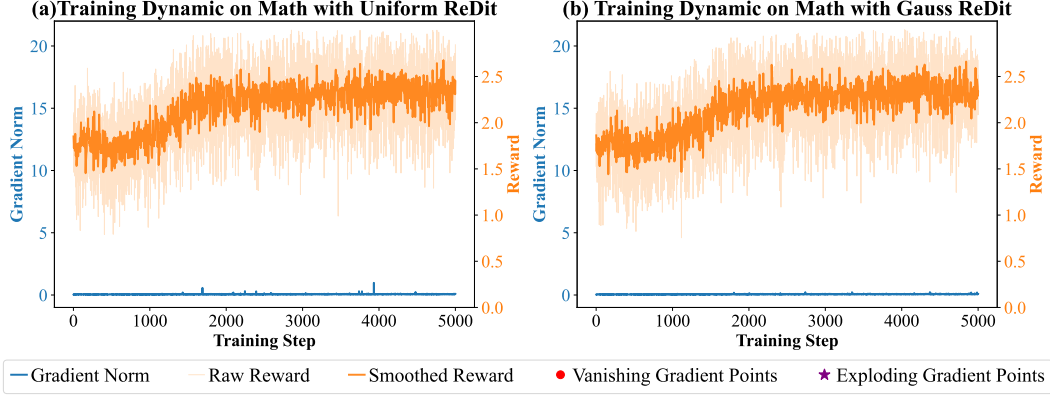 (a)Training Dynamic on Math with Uniform ReDit
(b) Training Dynamic on Math with Gauss ReDit
Gradient Norm
20
15
10
5
0
2.5
2.0
1.5
1.0
0.5
0.0
Reward
0 1000 2000 3000 4000 5000
Training Step
Gradient Norm
20
15
10
5
0
2.5
2.0
1.5
1.0
0.5
0.0
Reward
0 1000 2000 3000 4000 5000
Training Step
Gradient Norm Raw Reward Smoothed Reward Vanishing Gradient Points Exploding Gradient Points